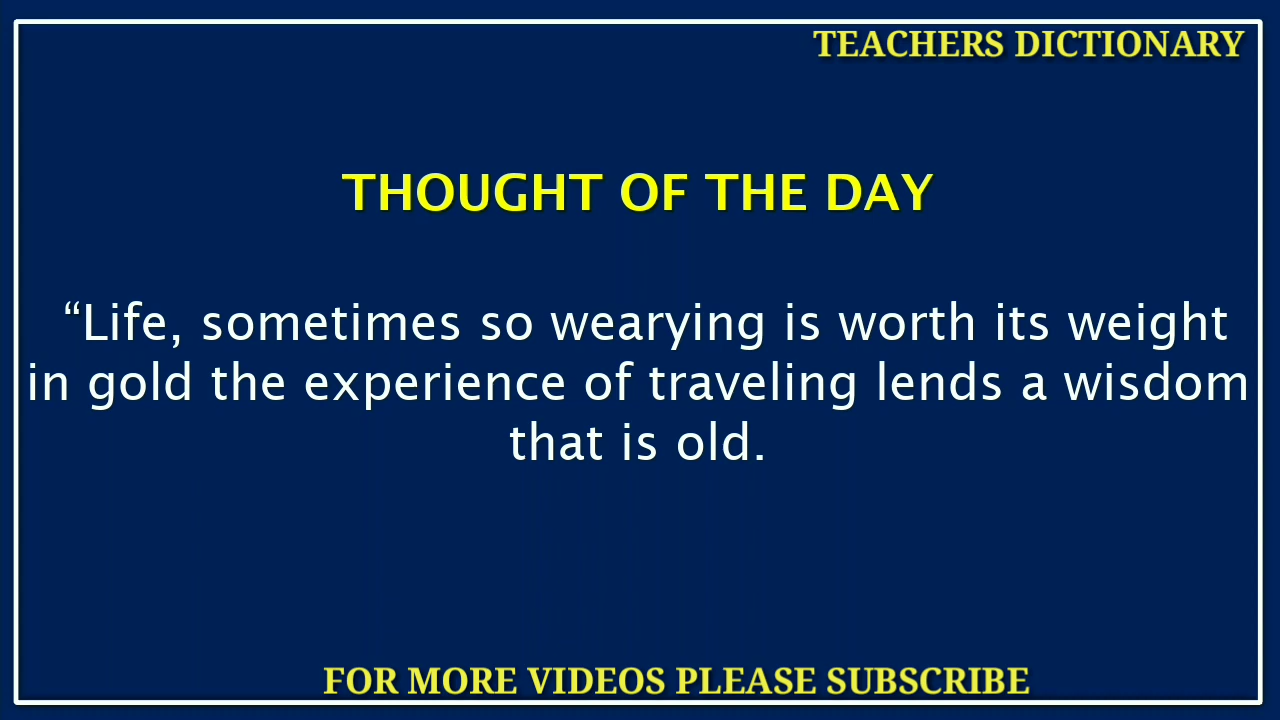 TEACHERS DICTIONARY
THOUGHT OF THE DAY
“Life, sometimes so wearying is worth its weight
in gold the experience of traveling lends a wisdom
that is old.
FOR MORE VIDEOS PLEASE SUBSCRIBE